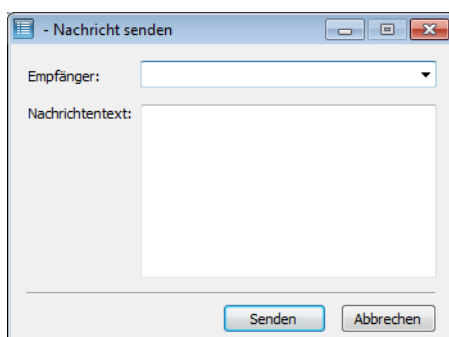 - Nachricht senden
Empfänger:
Nachrichtentext:
Senden Abbrechen